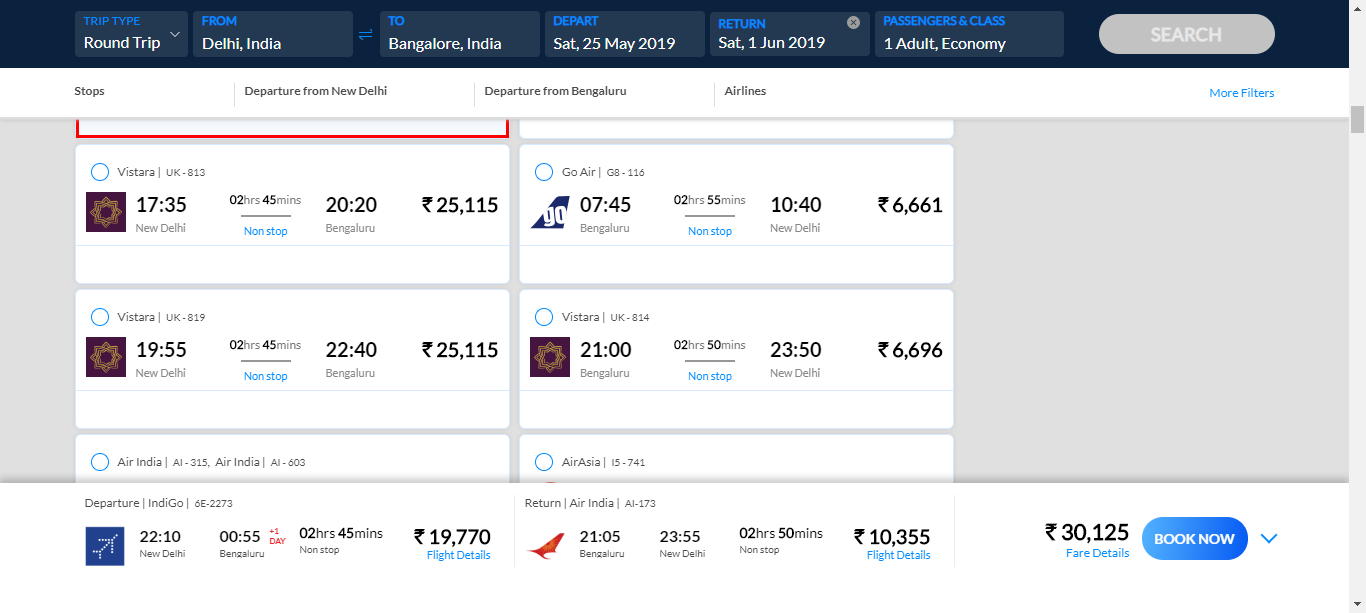 TRIP TYPE
Round Trip
FROM
Delhi, India
TO
Bangalore, India
DEPART
Sat, 25 May 2019
RETURN
Sat, 1 Jun 2019
PASSENGERS & CLASS
1 Adult, Economy
SEARCH
Stops
Departure from New Delhi
Departure from Bengaluru
Airlines
More Filters
Vistara | UK - 813
17:35 02hrs 45mins 20:20 ₹ 25,115
New Delhi Non stop Bengaluru
Go Air | G8 - 116
go 07:45 02hrs 55mins 10:40 ₹ 6,661
Bengaluru Non stop New Delhi
Vistara | UK - 819
19:55 02hrs 45mins 22:40 ₹ 25,115
New Delhi Non stop Bengaluru
Vistara | UK - 814
21:00 02hrs 50mins 23:50 ₹ 6,696
Bengaluru Non stop New Delhi
Air India | AI - 315, Air India | AI - 603
AirAsia | I5 - 741
Departure | IndiGo | 6E-2273
22:10 00:55 +1 DAY 02hrs 45mins ₹ 19,770
New Delhi Bengaluru Non stop Flight Details
Return | Air India | AI-173
21:05 23:55 02hrs 50mins ₹ 10,355
Bengaluru New Delhi Non stop Flight Details
₹ 30,125
Fare Details
BOOK NOW